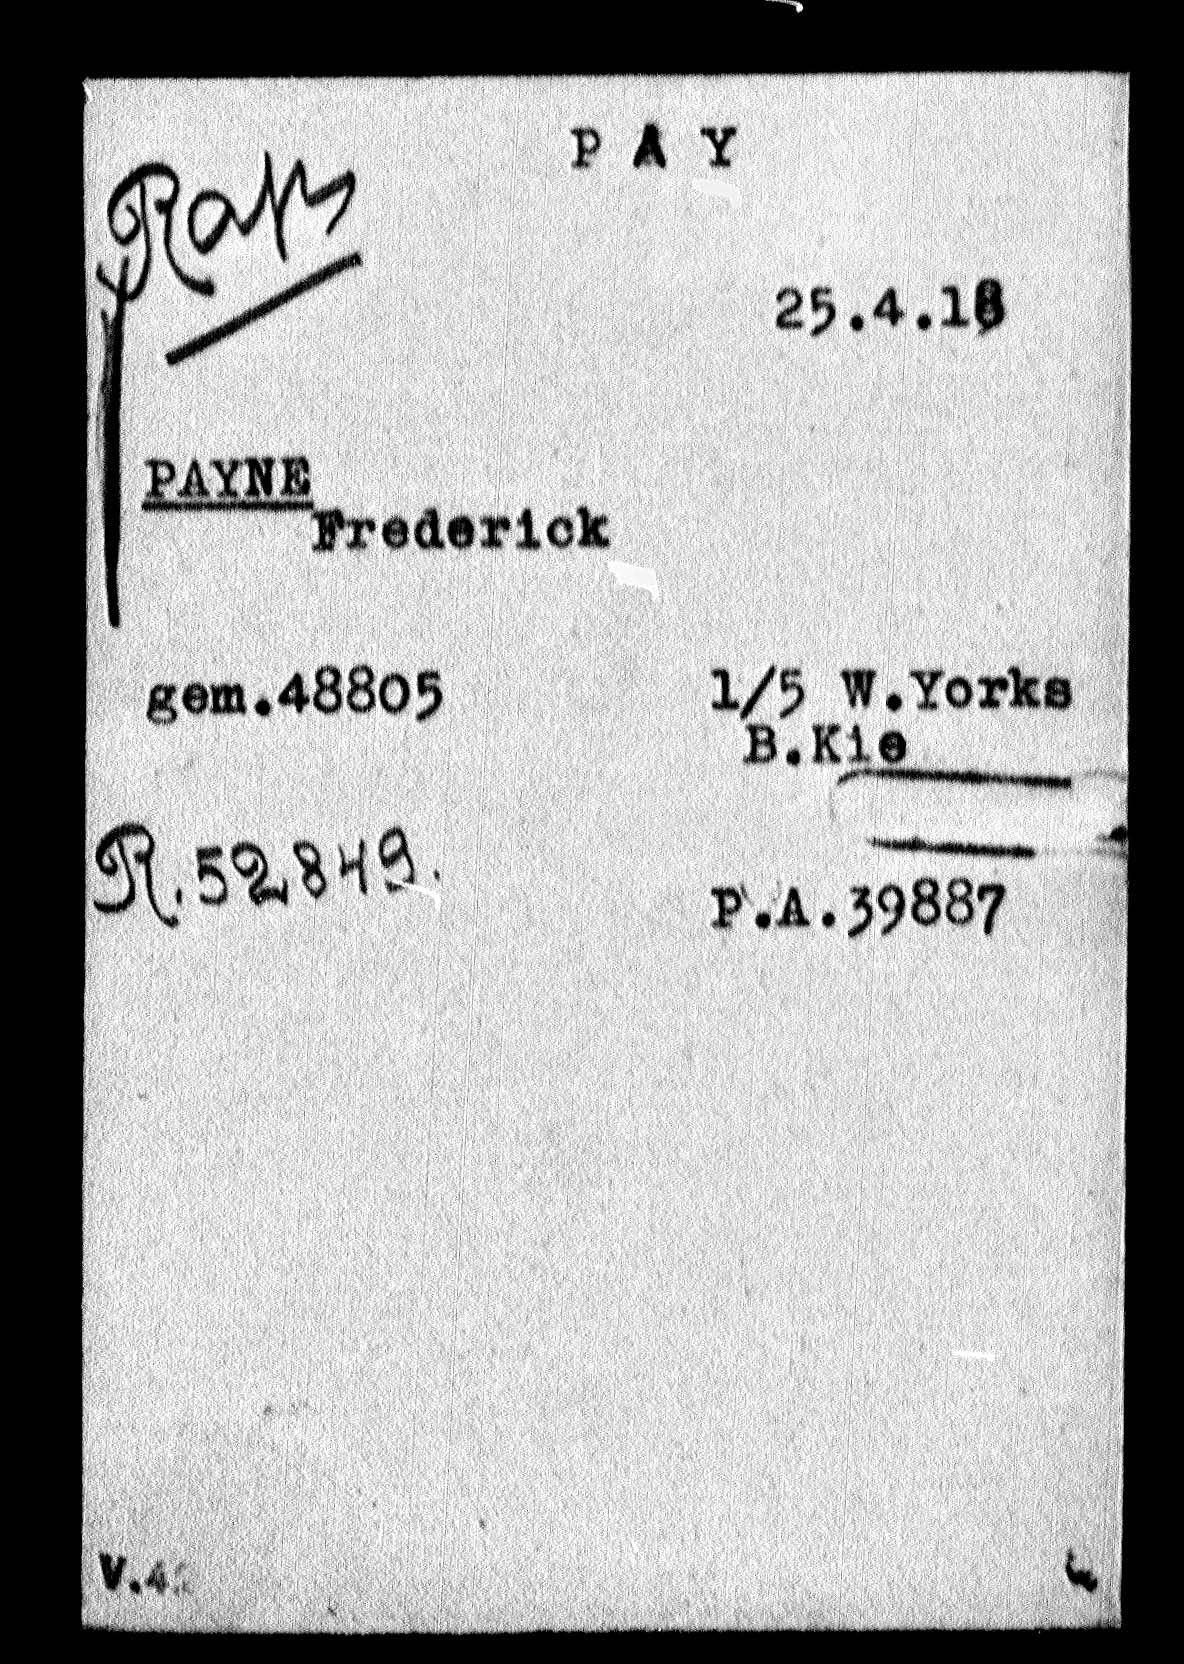 P A Y
25.4.18
PAYNE
Frederick
gem.48805
1/5 W.Yorks
B.Kie
R.52849.
P.A.39887